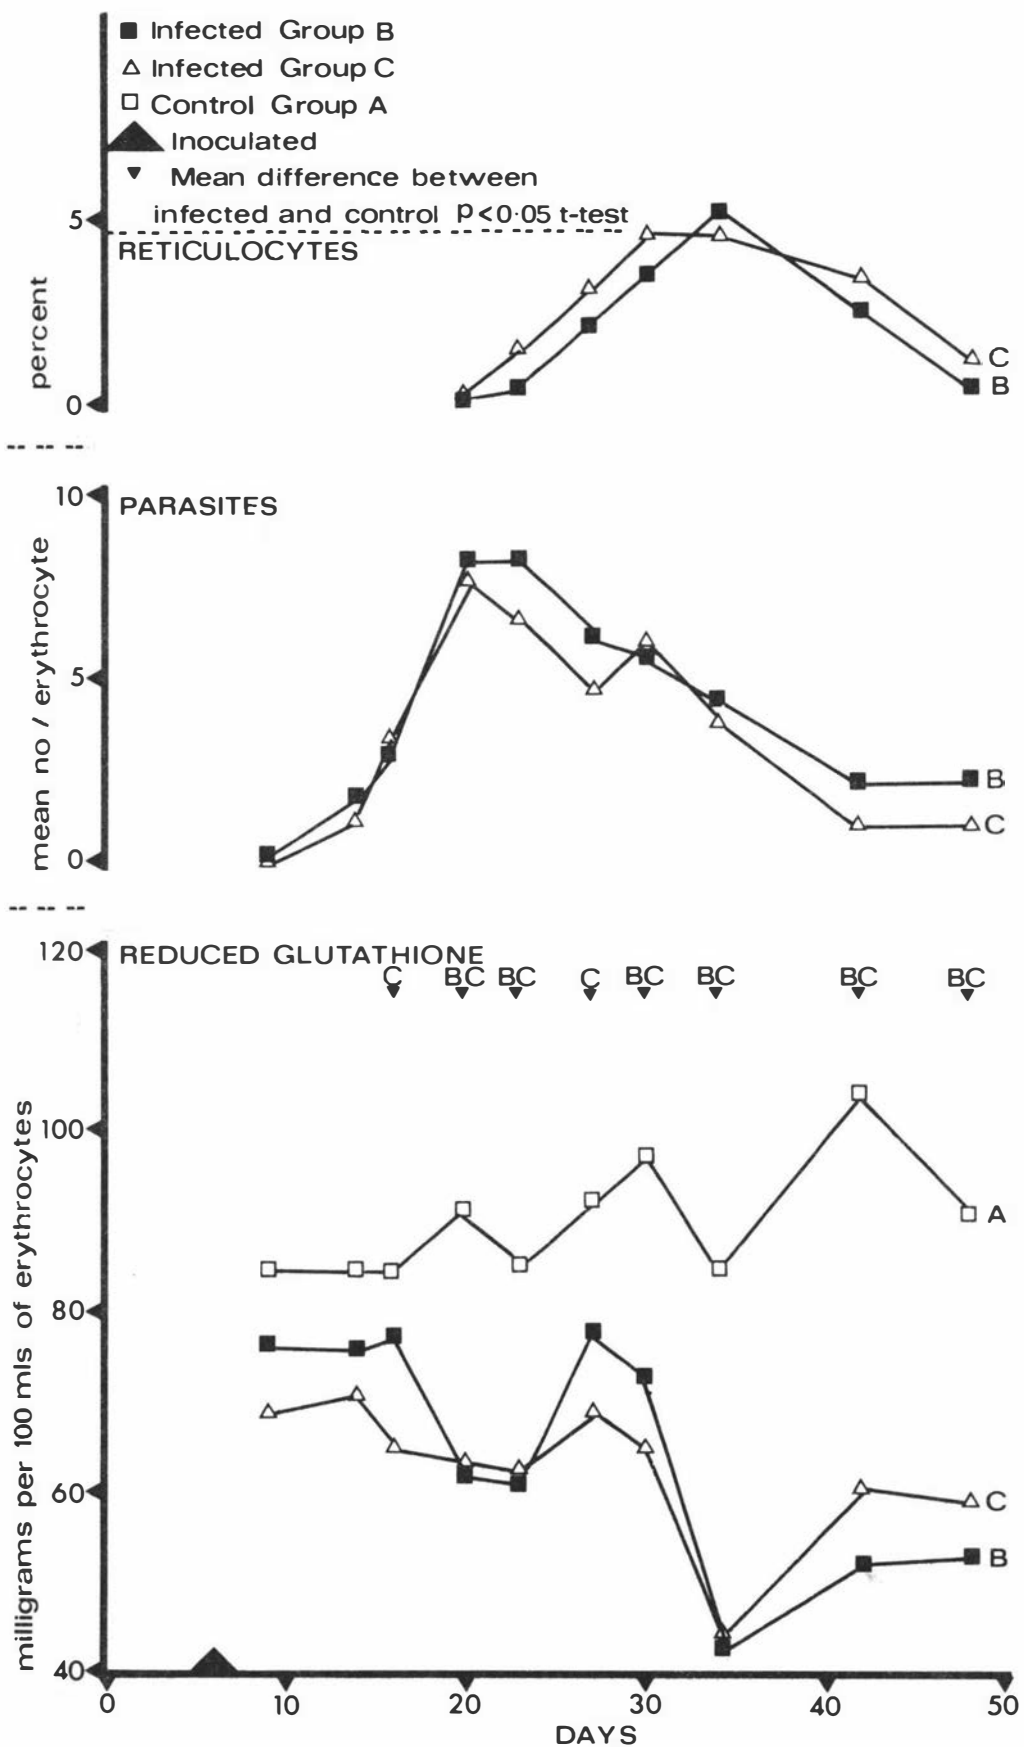 Infected Group B
Infected Group C
Control Group A
Inoculated
Mean difference between
infected and control p<0·05 t-test
5
RETICULOCYTES
percent
0
C
B
10
PARASITES
mean no / erythrocyte
5
0
B
C
120
REDUCED GLUTATHIONE
C BC BC C BC BC BC BC
milligrams per 100 mls of erythrocytes
100
A
80
60
C
B
40
0 10 20 30 40 50
DAYS